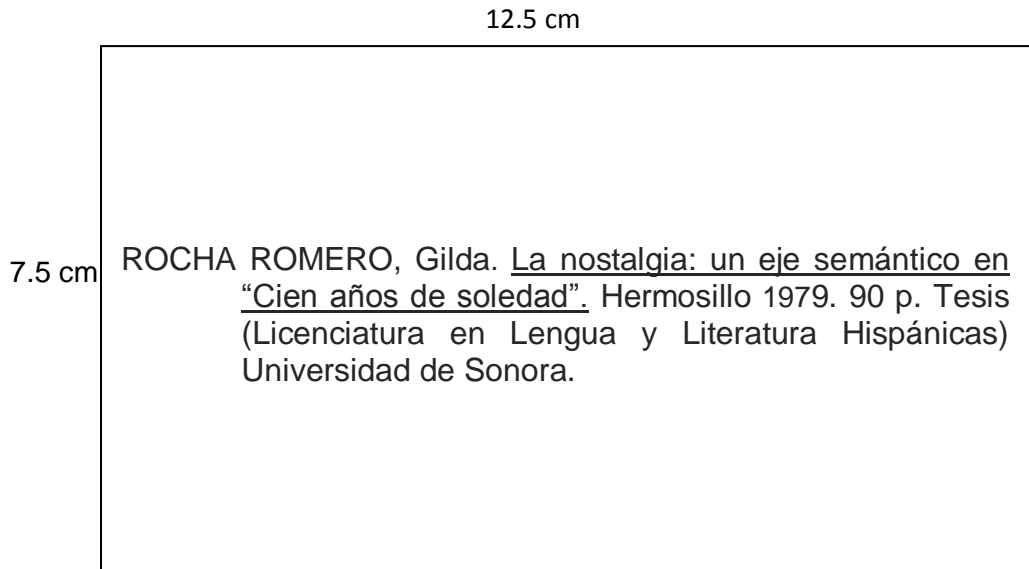 12.5 cm
7.5 cm
ROCHA ROMERO, Gilda. La nostalgia: un eje semántico en
“Cien años de soledad”. Hermosillo 1979. 90 p. Tesis
(Licenciatura en Lengua y Literatura Hispánicas)
Universidad de Sonora.